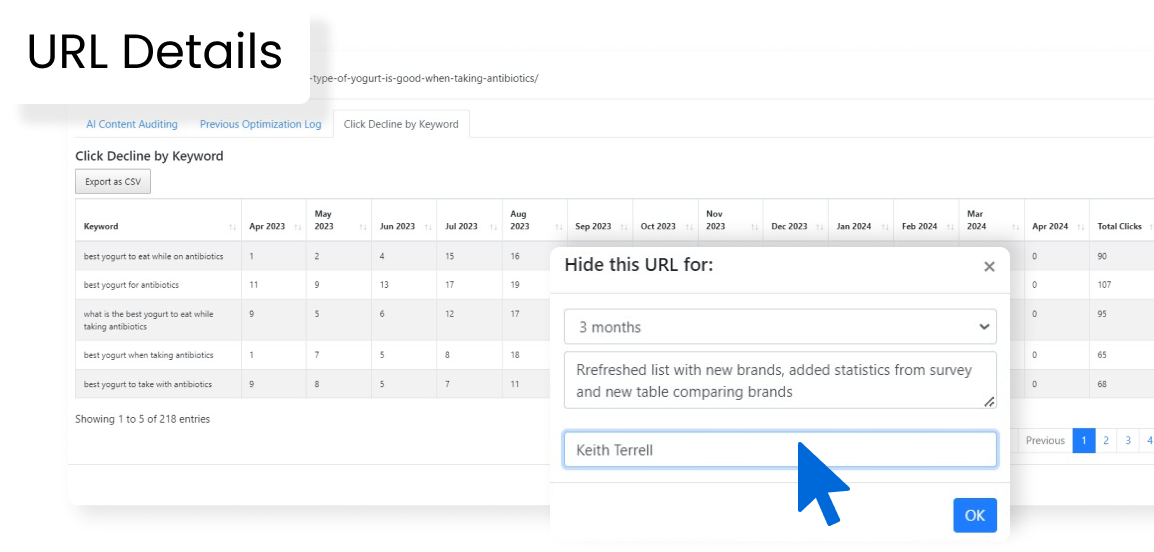 URL Details
-type-of-yogurt-is-good-when-taking-antibiotics/
AI Content Auditing Previous Optimization Log Click Decline by Keyword
Click Decline by Keyword
Export as CSV
Keyword Apr 2023 May 2023 Jun 2023 Jul 2023 Aug 2023 Sep 2023 Oct 2023 Nov 2023 Dec 2023 Jan 2024 Feb 2024 Mar 2024 Apr 2024 Total Clicks
best yogurt to eat while on antibiotics 1 2 4 15 16 0 90
best yogurt for antibiotics 11 9 13 17 19 0 107
what is the best yogurt to eat while
taking antibiotics 9 5 6 12 17 0 95
best yogurt when taking antibiotics 1 7 5 8 18 0 65
best yogurt to take with antibiotics 9 8 5 7 11 0 68
Showing 1 to 5 of 218 entries
Previous 1 2 3 4
Hide this URL for:
×
3 months
Rrefreshed list with new brands, added statistics from survey
and new table comparing brands
Keith Terrell
OK